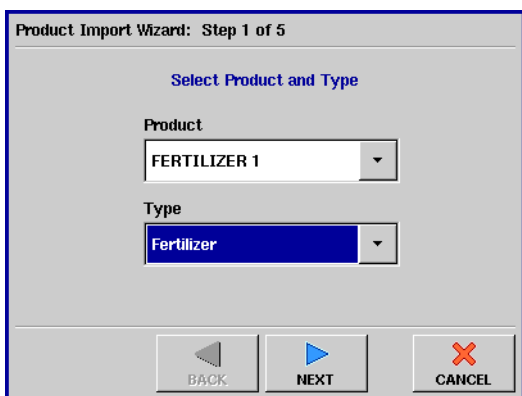 Product Import Wizard: Step 1 of 5
Select Product and Type
Product
FERTILIZER 1
Type
Fertilizer
BACK NEXT CANCEL